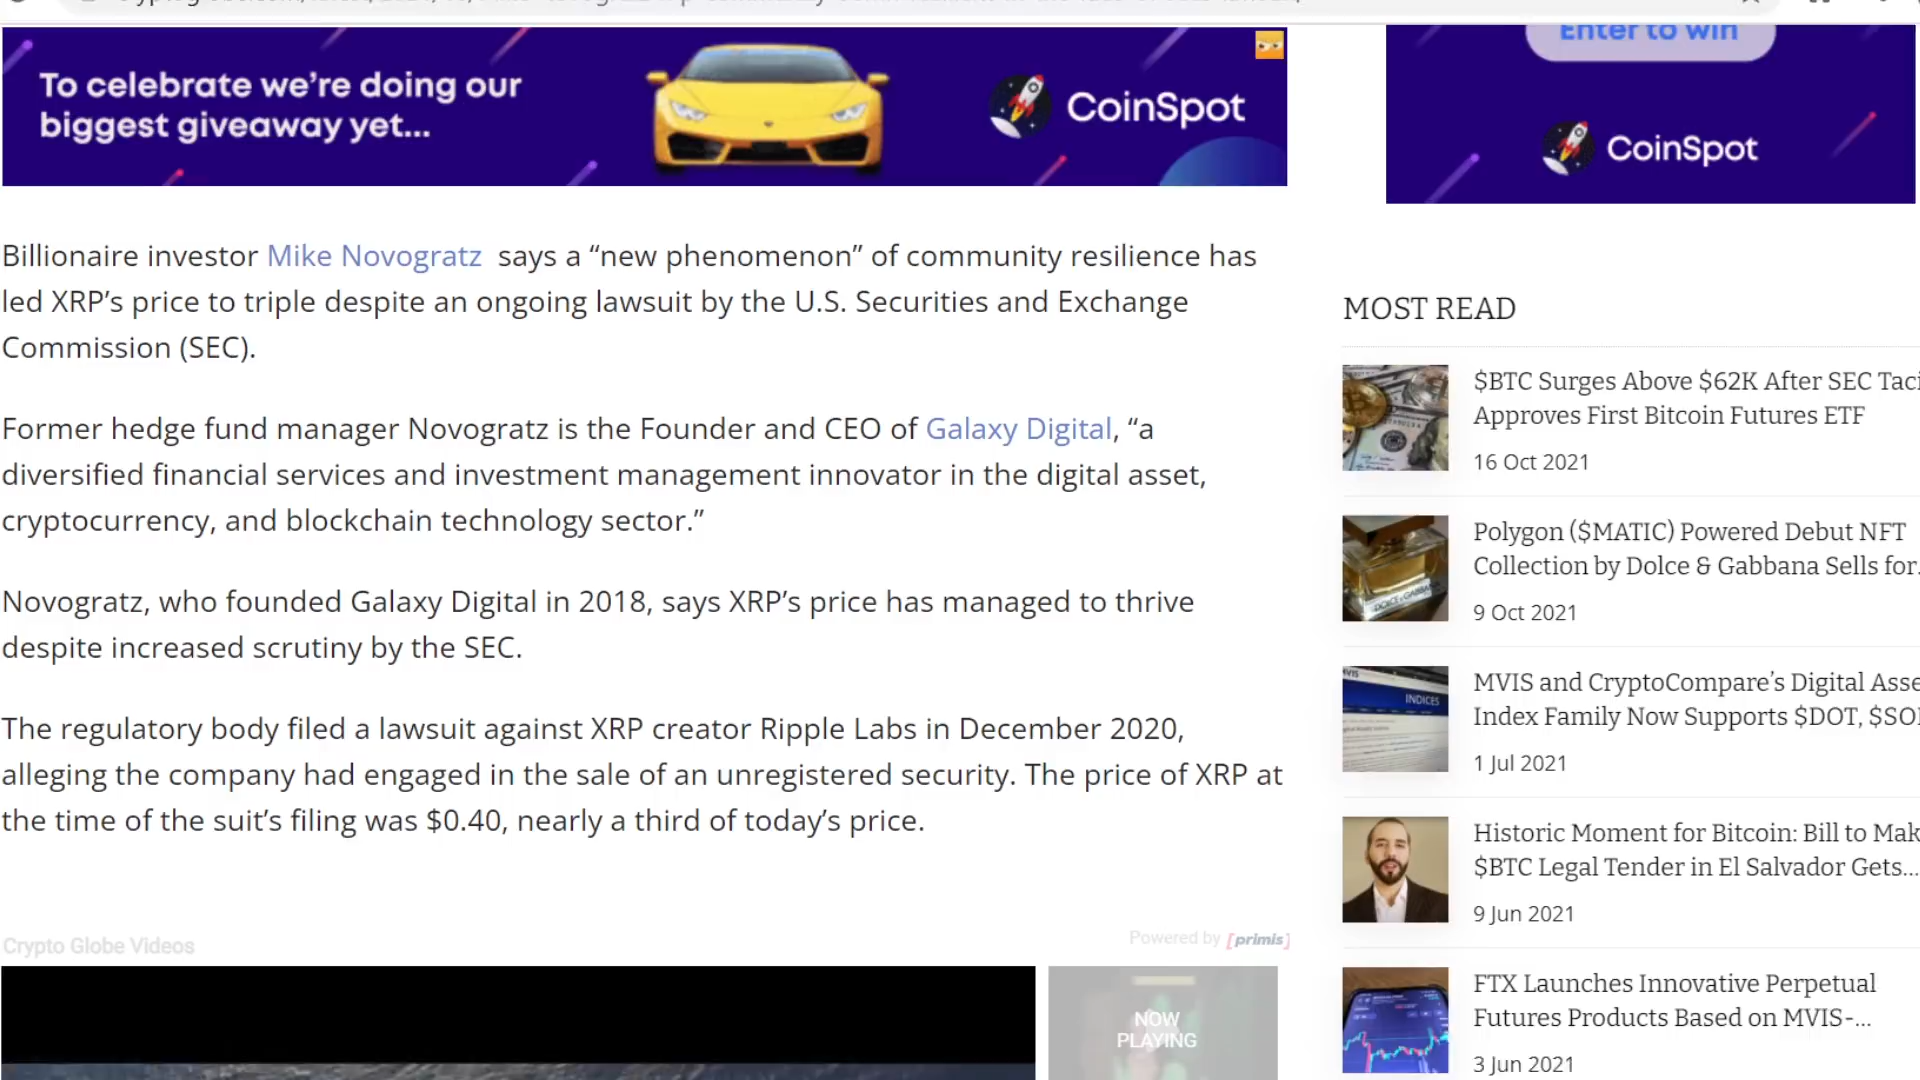 To celebrate we're doing our
biggest giveaway yet...
CoinSpot
Enter to win
CoinSpot
Billionaire investor Mike Novogratz says a “new phenomenon” of community resilience has
led XRP’s price to triple despite an ongoing lawsuit by the U.S. Securities and Exchange
Commission (SEC).
Former hedge fund manager Novogratz is the Founder and CEO of Galaxy Digital, “a
diversified financial services and investment management innovator in the digital asset,
cryptocurrency, and blockchain technology sector.”
Novogratz, who founded Galaxy Digital in 2018, says XRP’s price has managed to thrive
despite increased scrutiny by the SEC.
The regulatory body filed a lawsuit against XRP creator Ripple Labs in December 2020,
alleging the company had engaged in the sale of an unregistered security. The price of XRP at
the time of the suit’s filing was $0.40, nearly a third of today’s price.
Crypto Globe Videos
Powered by [primis]
NOW
PLAYING
MOST READ
$BTC Surges Above $62K After SEC Taci
Approves First Bitcoin Futures ETF
16 Oct 2021
Polygon ($MATIC) Powered Debut NFT
Collection by Dolce & Gabbana Sells for.
9 Oct 2021
INDICES
MVIS and CryptoCompare’s Digital Asse
Index Family Now Supports $DOT, $SO
1 Jul 2021
Historic Moment for Bitcoin: Bill to Mak
$BTC Legal Tender in El Salvador Gets...
9 Jun 2021
FTX Launches Innovative Perpetual
Futures Products Based on MVIS-...
3 Jun 2021